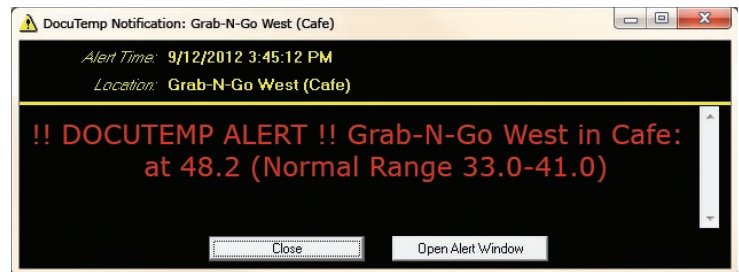 DocuTemp Notification: Grab-N-Go West (Cafe)
Alert Time: 9/12/2012 3:45:12 PM
Location: Grab-N-Go West (Cafe)
!! DOCUTEMP ALERT !! Grab-N-Go West in Cafe:
at 48.2 (Normal Range 33.0-41.0)
Close Open Alert Window